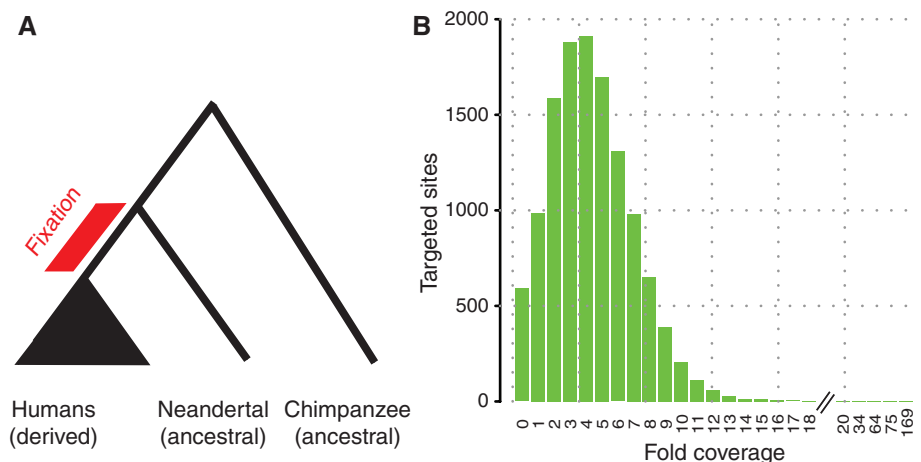 A
Fixation
Humans
(derived)
Neandertal
(ancestral)
Chimpanzee
(ancestral)
B
Targeted sites
2000
1500
1000
500
0
0 1 2 3 4 5 6 7 8 9 10 11 12 13 14 15 16 17 18 20 34 64 75 169
Fold coverage